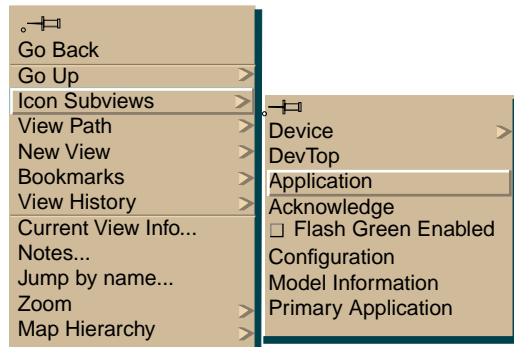 Go Back
Go Up
Icon Subviews
View Path
New View
Bookmarks
View History
Current View Info...
Notes...
Jump by name...
Zoom
Map Hierarchy
Device
DevTop
Application
Acknowledge
Flash Green Enabled
Configuration
Model Information
Primary Application